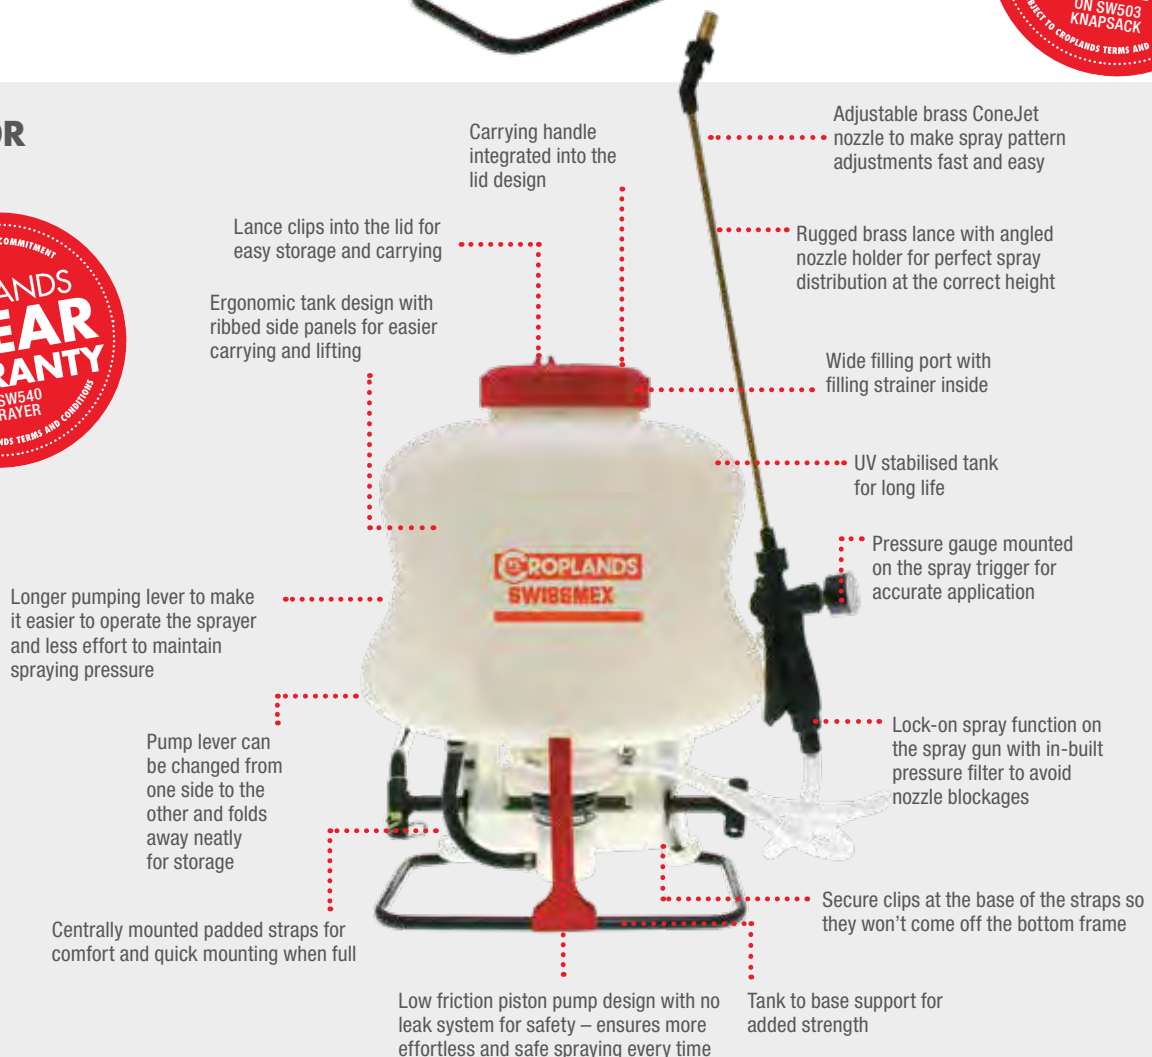 ON SW503
KNAPSACK
CROPLANDS TERMS AND
Carrying handle
integrated into the
lid design
Adjustable brass ConeJet
nozzle to make spray pattern
adjustments fast and easy
COMMITMENT
SW540
TERMS AND CONDITIONS
Lance clips into the lid for
easy storage and carrying
Rugged brass lance with angled
nozzle holder for perfect spray
distribution at the correct height
Ergonomic tank design with
ribbed side panels for easier
carrying and lifting
Wide filling port with
filling strainer inside
UV stabilised tank
for long life
CROPLANDS
SWISSMEX
Pressure gauge mounted
on the spray trigger for
accurate application
Longer pumping lever to make
it easier to operate the sprayer
and less effort to maintain
spraying pressure
Pump lever can
be changed from
one side to the
other and folds
away neatly
for storage
Lock-on spray function on
the spray gun with in-built
pressure filter to avoid
nozzle blockages
Centrally mounted padded straps for
comfort and quick mounting when full
Secure clips at the base of the straps so
they won't come off the bottom frame
Low friction piston pump design with no
leak system for safety – ensures more
effortless and safe spraying every time
Tank to base support for
added strength